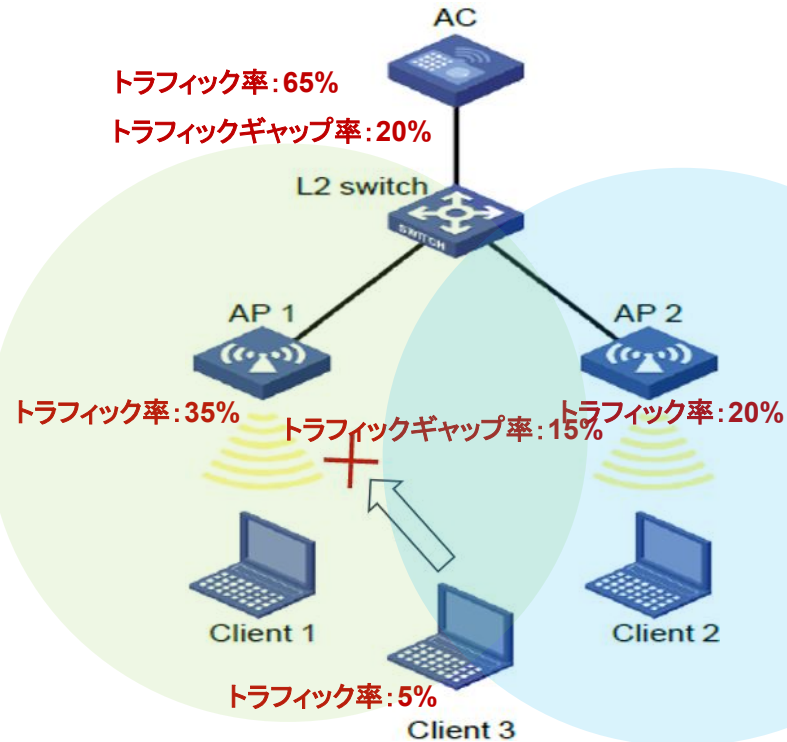 AC
トラフィック率：65%
トラフィックギャップ率：20%
L2 switch
SWITCH
AP 1
AP 2
トラフィック率：35%
トラフィックギャップ率：15%
トラフィック率：20%
Client 1
Client 2
トラフィック率：5%
Client 3